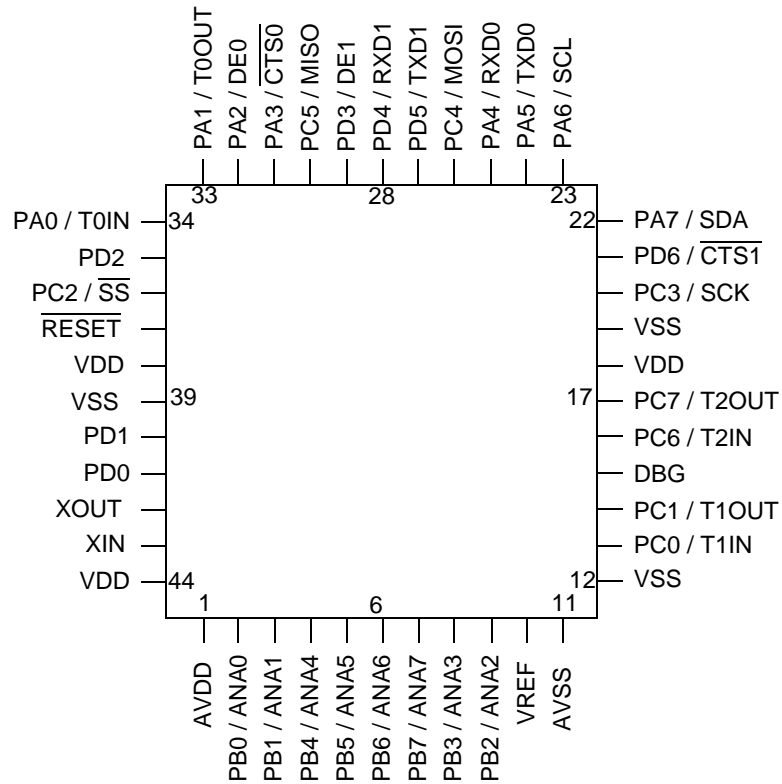 PA1 / T0OUT
PA2 / DE0
PA3 / C̅T̅S̅0̅
PC5 / MISO
PD3 / DE1
PD4 / RXD1
PD5 / TXD1
PC4 / MOSI
PA4 / RXD0
PA5 / TXD0
PA6 / SCL
33
28
23
PA0 / T0IN
34
PD2
PC2 / S̅S̅
R̅E̅S̅E̅T̅
VDD
VSS
39
PD1
PD0
XOUT
XIN
VDD
44
22
PA7 / SDA
PD6 / C̅T̅S̅1̅
PC3 / SCK
VSS
VDD
17
PC7 / T2OUT
PC6 / T2IN
DBG
PC1 / T1OUT
PC0 / T1IN
12
VSS
1
6
11
AVDD
PB0 / ANA0
PB1 / ANA1
PB4 / ANA4
PB5 / ANA5
PB6 / ANA6
PB7 / ANA7
PB3 / ANA3
PB2 / ANA2
VREF
AVSS